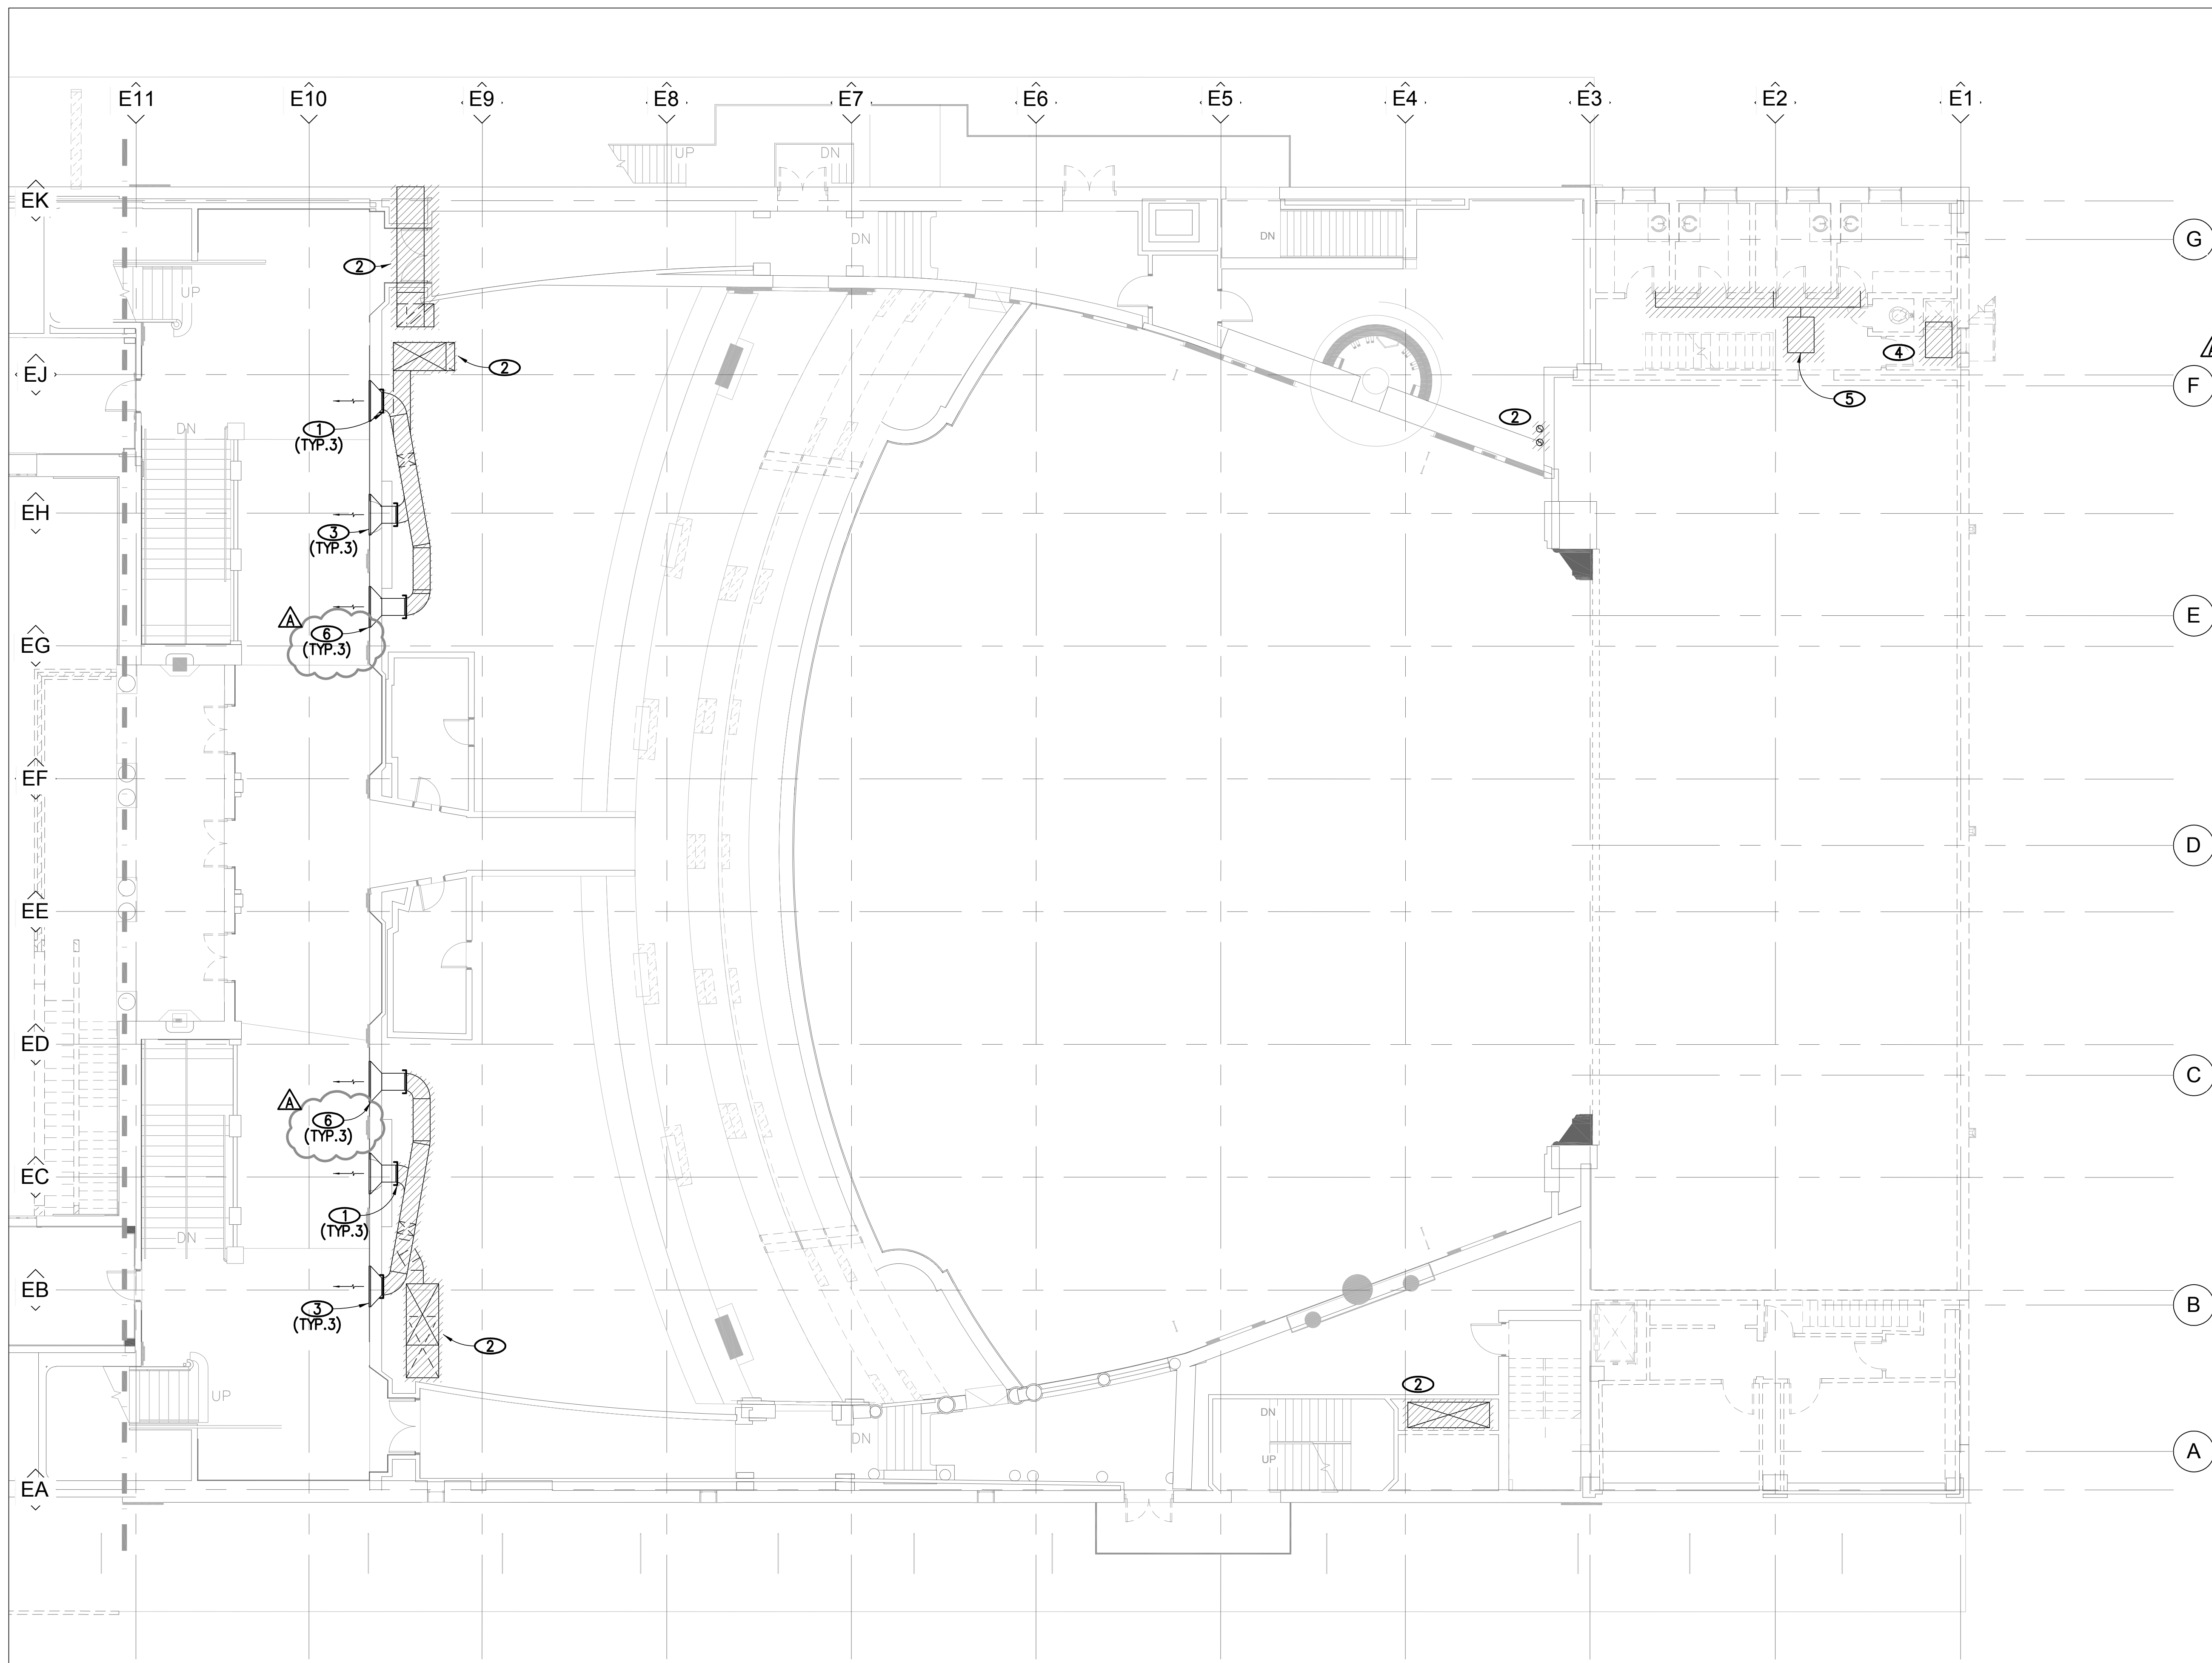 E11 E10 E9 E8 E7 E6 E5 E4 E3 E2 E1
UP DN
EK
DN
DN
G
2
UP
2
4
EJ
F
5
1
(TYP.3)
2
DN
EH
3
(TYP.3)
A
6
(TYP.3)
E
EG
EF
D
EE
ED
C
A
6
(TYP.3)
EC
1
(TYP.3)
DN
EB
3
(TYP.3)
B
2
2
UP
DN
DN
UP
A
EA